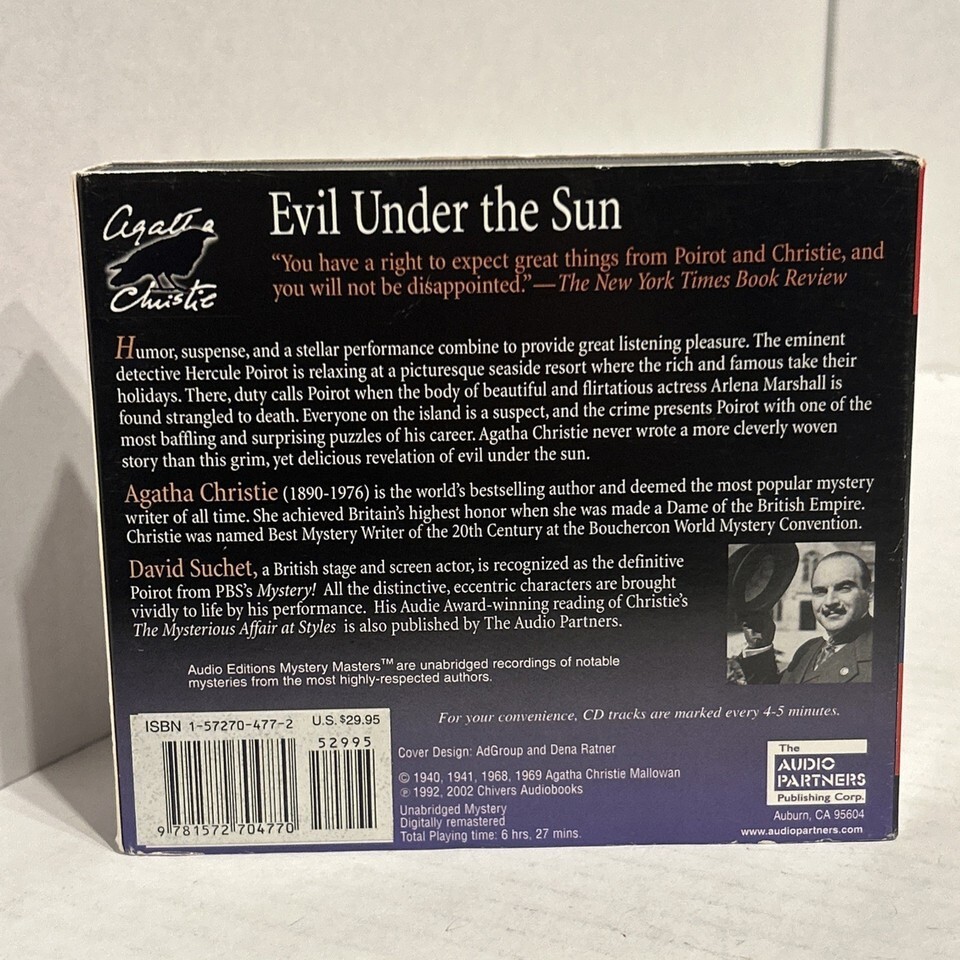 Agatha
Christie
Evil Under the Sun
“You have a right to expect great things from Poirot and Christie, and
you will not be disappointed.”—The New York Times Book Review
Humor, suspense, and a stellar performance combine to provide great listening pleasure. The eminent
detective Hercule Poirot is relaxing at a picturesque seaside resort where the rich and famous take their
holidays. There, duty calls Poirot when the body of beautiful and flirtatious actress Arlena Marshall is
found strangled to death. Everyone on the island is a suspect, and the crime presents Poirot with one of the
most baffling and surprising puzzles of his career. Agatha Christie never wrote a more cleverly woven
story than this grim, yet delicious revelation of evil under the sun.
Agatha Christie (1890-1976) is the world’s bestselling author and deemed the most popular mystery
writer of all time. She achieved Britain’s highest honor when she was made a Dame of the British Empire.
Christie was named Best Mystery Writer of the 20th Century at the Bouchercon World Mystery Convention.
David Suchet, a British stage and screen actor, is recognized as the definitive
Poirot from PBS’s Mystery! All the distinctive, eccentric characters are brought
vividly to life by his performance. His Audie Award-winning reading of Christie’s
The Mysterious Affair at Styles is also published by The Audio Partners.
Audio Editions Mystery Masters™ are unabridged recordings of notable
mysteries from the most highly-respected authors.
For your convenience, CD tracks are marked every 4-5 minutes.
ISBN 1-57270-477-2 U.S. $29.95
52995
9 781572 704770
Cover Design: AdGroup and Dena Ratner
© 1940, 1941, 1968, 1969 Agatha Christie Mallowan
℗ 1992, 2002 Chivers Audiobooks
Unabridged Mystery
Digitally remastered
Total Playing time: 6 hrs. 27 mins.
The
AUDIO
PARTNERS
Publishing Corp.
Auburn, CA 95604
www.audiopartners.com